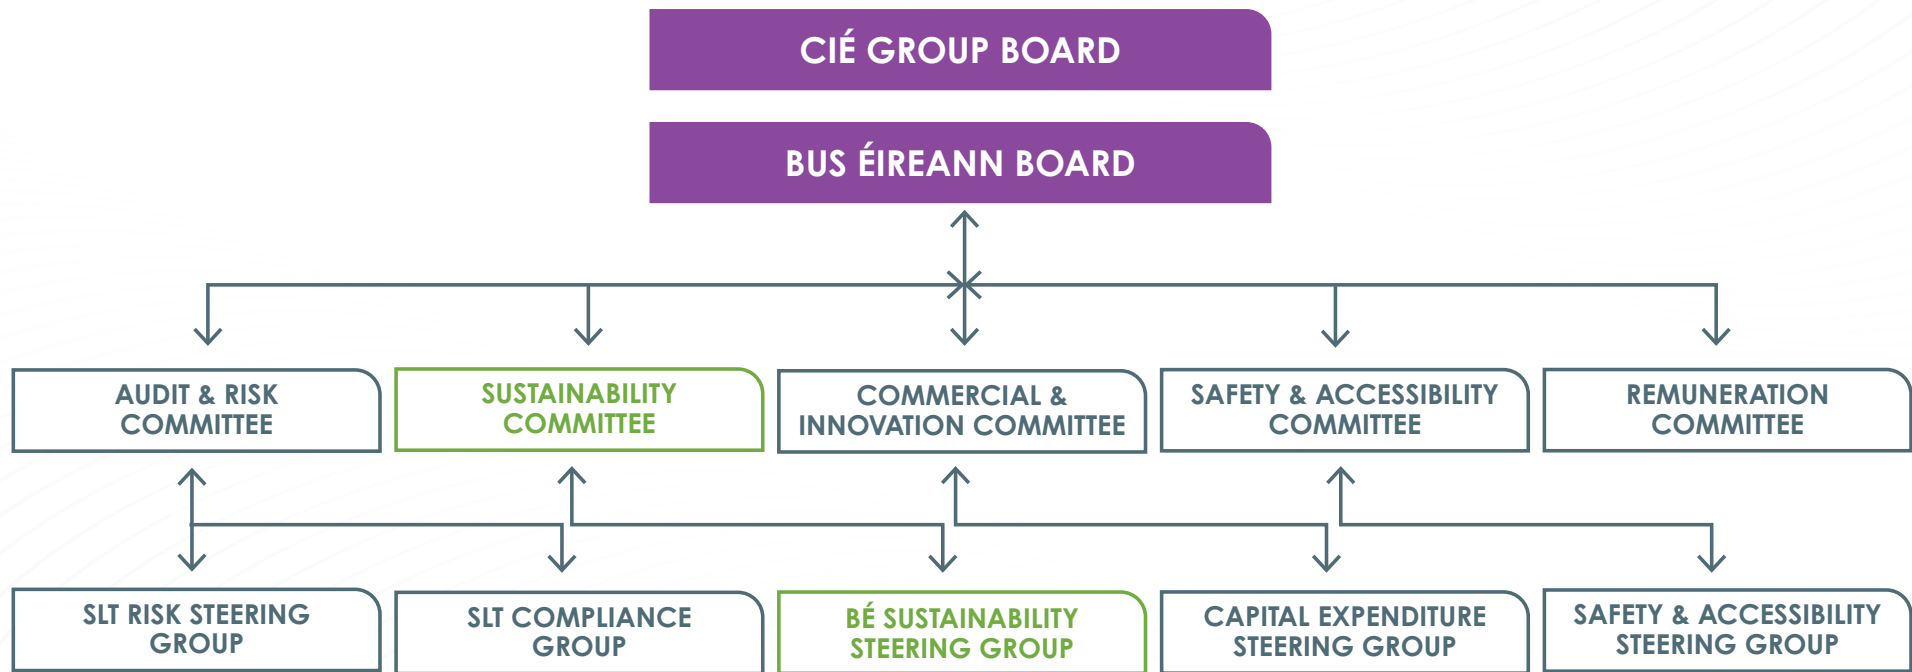 CIÉ GROUP BOARD
BUS ÉIREANN BOARD
AUDIT & RISK
COMMITTEE
SUSTAINABILITY
COMMITTEE
COMMERCIAL &
INNOVATION COMMITTEE
SAFETY & ACCESSIBILITY
COMMITTEE
REMUNERATION
COMMITTEE
SLT RISK STEERING
GROUP
SLT COMPLIANCE
GROUP
BÉ SUSTAINABILITY
STEERING GROUP
CAPITAL EXPENDITURE
STEERING GROUP
SAFETY & ACCESSIBILITY
STEERING GROUP